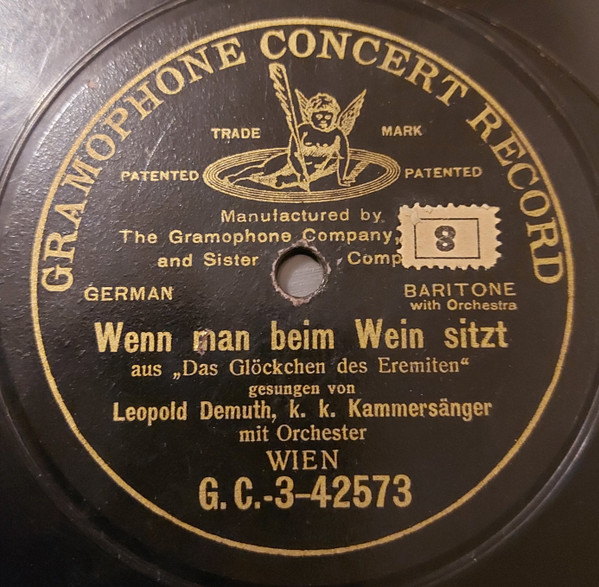 GRAMOPHONE CONCERT RECORD
TRADE MARK
PATENTED PATENTED
Manufactured by
The Gramophone Company,
and Sister Comp
8
GERMAN
BARITONE
with Orchestra
Wenn man beim Wein sitzt
aus „Das Glöckchen des Eremiten“
gesungen von
Leopold Demuth, k. k. Kammersänger
mit Orchester
WIEN
G. C.-3-42573